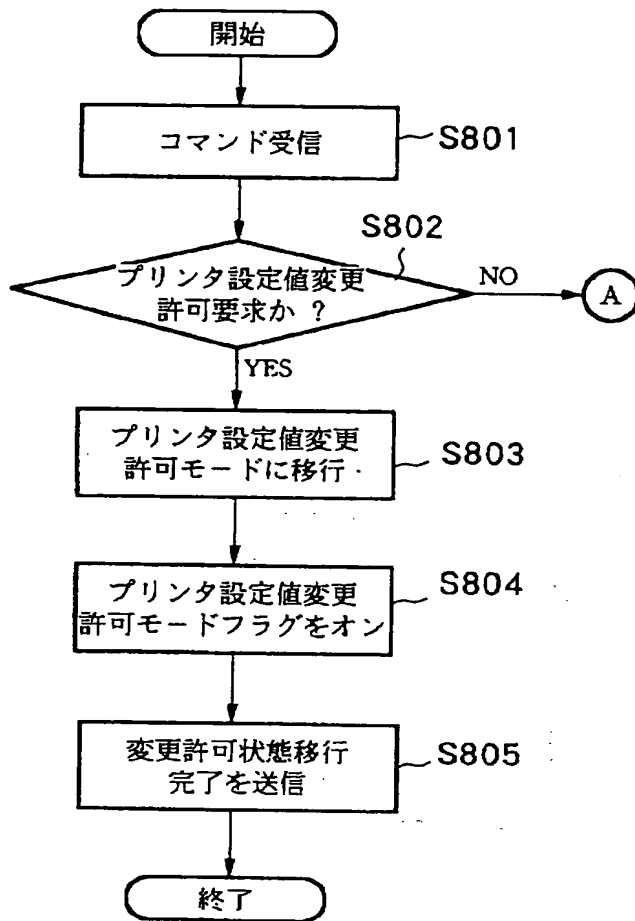 開始
コマンド受信
S801
S802
プリンタ設定値変更
許可要求か ?
NO
A
YES
プリンタ設定値変更
許可モードに移行
S803
プリンタ設定値変更
許可モードフラグをオン
S804
変更許可状態移行
完了を送信
S805
終了